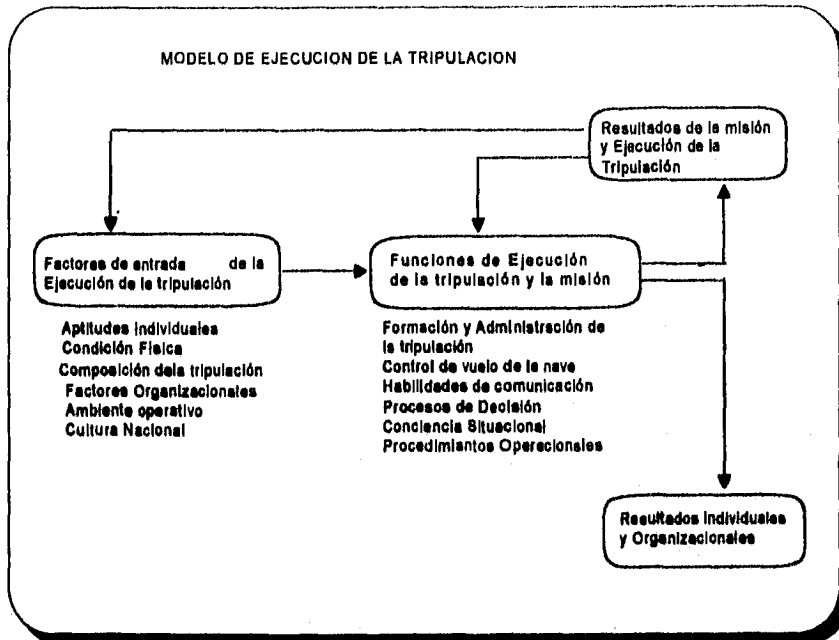 MODELO DE EJECUCION DE LA TRIPULACION
Resultados de la misión
y Ejecución de la
Tripulación
Factores de entrada de la
Ejecución de la tripulación
Funciones de Ejecución
de la tripulación y la misión
Aptitudes Individuales
Condición Física
Composición dela tripulación
Factores Organizacionales
Ambiente operativo
Cultura Nacional
Formación y Administración de
la tripulación
Control de vuelo de la nave
Habilidades de comunicación
Procesos de Decisión
Conciencia Situacional
Procedimiantos Operacionales
Resultados Individuales
y Organizacionales